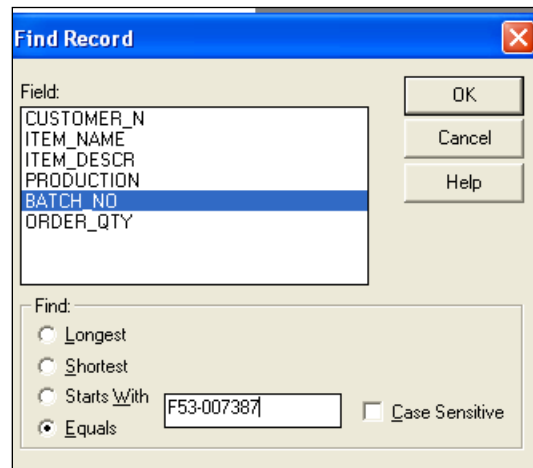 Find Record
Field:
OK
CUSTOMER_N
ITEM_NAME
Cancel
ITEM_DESCR
PRODUCTION
Help
BATCH_NO
ORDER_QTY
Find:
Longest
Shortest
Starts With
F53-007387
Case Sensitive
Equals